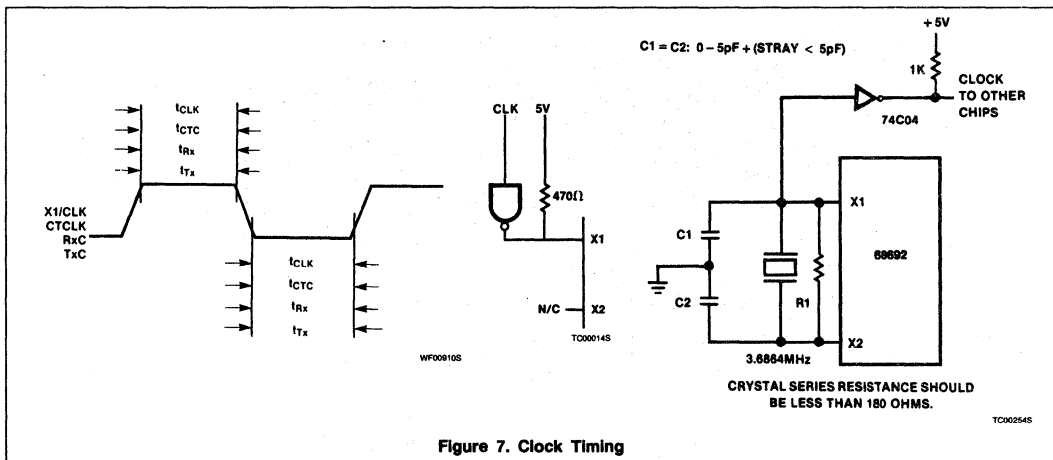 tCLK
tCTC
tRx
tTx
X1/CLK
CTCLK
RxC
TxC
tCLK
tCTC
tRx
tTx
WF00910S
CLK 5V
470Ω
X1
N/C X2
TC00014S
C1 = C2: 0 – 5pF + (STRAY < 5pF)
+ 5V
1K
CLOCK
TO OTHER
CHIPS
74C04
X1
C1
68692
C2
R1
X2
3.6864MHz
CRYSTAL SERIES RESISTANCE SHOULD
BE LESS THAN 180 OHMS.
TC00254S
Figure 7. Clock Timing